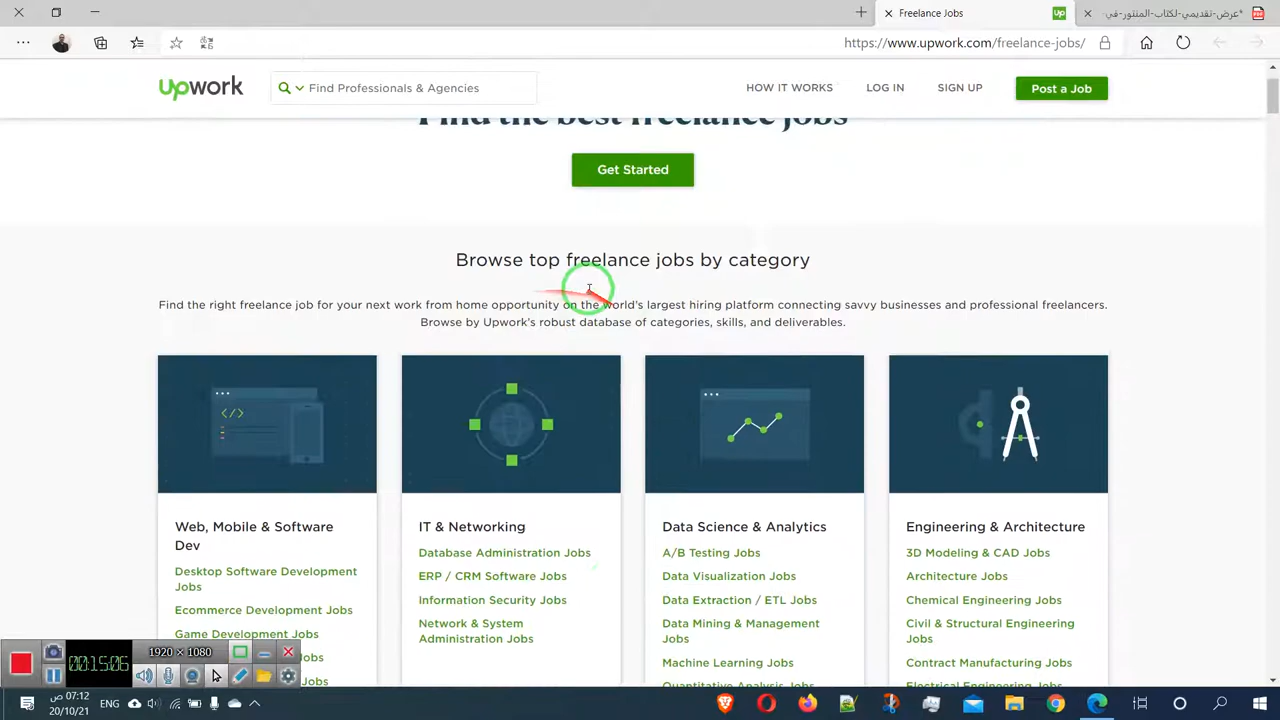 Freelance Jobs
عرض-تقديمي-لكتاب-المنثور-في-*
https://www.upwork.com/freelance-jobs/
upwork
Find Professionals & Agencies
HOW IT WORKS
LOG IN
SIGN UP
Post a Job
Find the best freelance jobs
Get Started
Browse top freelance jobs by category
Find the right freelance job for your next work from home opportunity on the world's largest hiring platform connecting savvy businesses and professional freelancers.
Browse by Upwork's robust database of categories, skills, and deliverables.
Web, Mobile & Software
Dev
Desktop Software Development
Jobs
Ecommerce Development Jobs
Game Development Jobs
IT & Networking
Database Administration Jobs
ERP / CRM Software Jobs
Information Security Jobs
Network & System
Administration Jobs
Data Science & Analytics
A/B Testing Jobs
Data Visualization Jobs
Data Extraction / ETL Jobs
Data Mining & Management
Jobs
Machine Learning Jobs
Quantitative Analysis Jobs
Engineering & Architecture
3D Modeling & CAD Jobs
Architecture Jobs
Chemical Engineering Jobs
Civil & Structural Engineering
Jobs
Contract Manufacturing Jobs
Electrical Engineering Jobs
00:15:06
1920 × 1080
07:12 ص
20/10/21
ENG